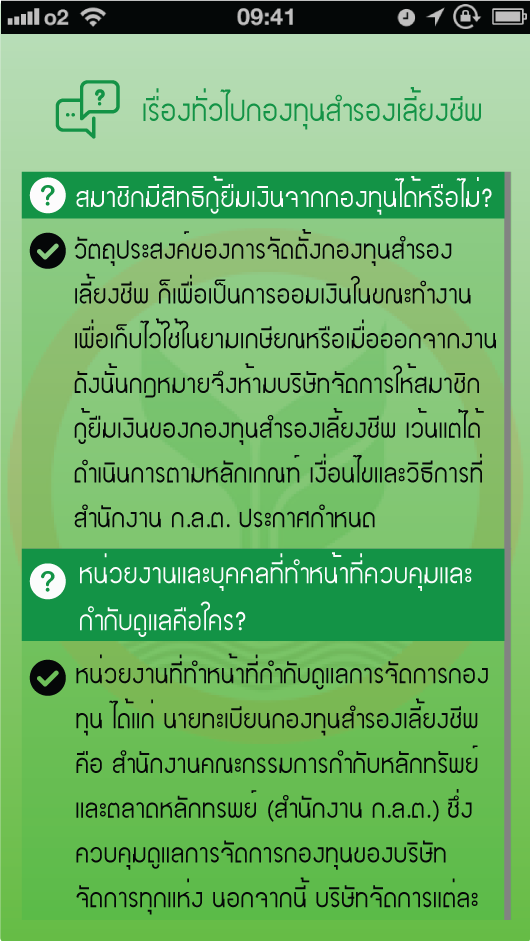 o2 09:41
เรื่องทั่วไปกองทุนสำรองเลี้ยงชีพ
สมาชิกมีสิทธิกู้ยืมเงินจากกองทุนได้หรือไม่?
วัตถุประสงค์ของการจัดตั้งกองทุนสำรอง
เลี้ยงชีพ ก็เพื่อเป็นการออมเงินในขณะทำงาน
เพื่อเก็บไว้ใช้ในยามเกษียณหรือเมื่อออกจากงาน
ดังนั้นกฎหมายจึงห้ามบริษัทจัดการให้สมาชิก
กู้ยืมเงินของกองทุนสำรองเลี้ยงชีพ เว้นแต่ได้
ดำเนินการตามหลักเกณฑ์ เงื่อนไขและวิธีการที่
สำนักงาน ก.ล.ต. ประกาศกำหนด
หน่วยงานและบุคคลที่ทำหน้าที่ควบคุมและ
กำกับดูแลคือใคร?
หน่วยงานที่ทำหน้าที่กำกับดูแลการจัดการกอง
ทุน ได้แก่ นายทะเบียนกองทุนสำรองเลี้ยงชีพ
คือ สำนักงานคณะกรรมการกำกับหลักทรัพย์
และตลาดหลักทรพย์ (สำนักงาน ก.ล.ต.) ซึ่ง
ควบคุมดูแลการจัดการกองทุนของบริษัท
จัดการทุกแห่ง นอกจากนี้ บริษัทจัดการแต่ละ